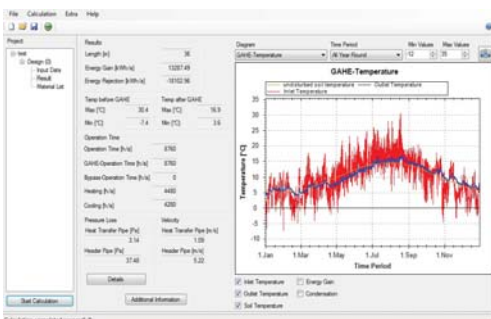 File Calculation Extra Help
Project
test
Design (0)
Input Data
Result
Material List
Start Calculation
Results
Length [m] 36
Energy Gain [kWh/a] 13287.49
Energy Rejection [kWh/a] -18102.96
Temp before GAHE Temp after GAHE
Max [°C] 30.4 Max [°C] 16.9
Min [°C] -7.4 Min [°C] 3.6
Operation Time
Operation Time [h/a] 8760
GAHE-Operation Time [h/a] 8760
Bypass-Operation Time [h/a] 0
Heating [h/a] 4480
Cooling [h/a] 4280
Pressure Loss Velocity
Heat Transfer Pipe [Pa] Heat Transfer Pipe [m/s]
2.14 1.09
Header Pipe [Pa] Header Pipe [m/s]
37.48 5.22
Details
Additional Information
Diagram Time Period Min Values Max Values
GAHE-Temperature All Year Round -12 35
GAHE-Temperature
undisturbed soil temperature Outlet Temperature
Inlet Temperature
Temperature [°C]
35
30
25
20
15
10
5
0
-5
-10
1.Jan 1.Mar 1.May 1.Jul 1.Sep 1.Nov
Time Period
Inlet Temperature Energy Gain
Outlet Temperature Condensation
Soil Temperature